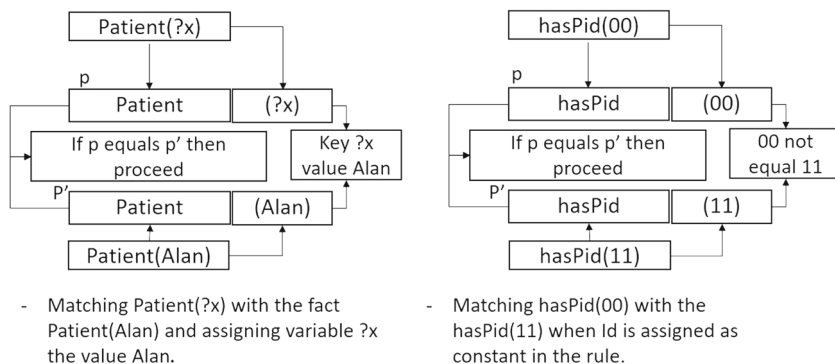 Patient(?x)
p
Patient
(?x)
If p equals p’ then
proceed
Key ?x
value Alan
P’
Patient
(Alan)
Patient(Alan)
- Matching Patient(?x) with the fact
Patient(Alan) and assigning variable ?x
the value Alan.
hasPid(00)
p
hasPid
(00)
If p equals p’ then
proceed
00 not
equal 11
P’
hasPid
(11)
hasPid(11)
- Matching hasPid(00) with the
hasPid(11) when Id is assigned as
constant in the rule.